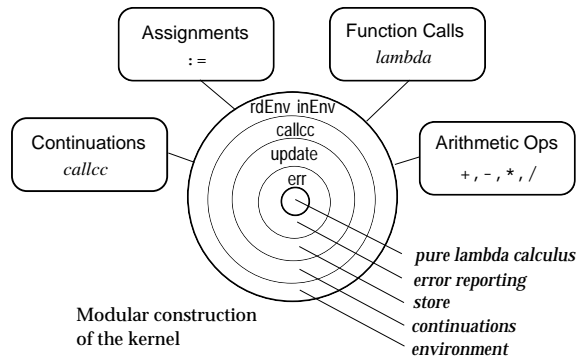 Assignments
:=
Function Calls
lambda
Continuations
callcc
Arithmetic Ops
+, -, *, /
rdEnv inEnv
callcc
update
err
pure lambda calculus
error reporting
store
continuations
environment
Modular construction
of the kernel